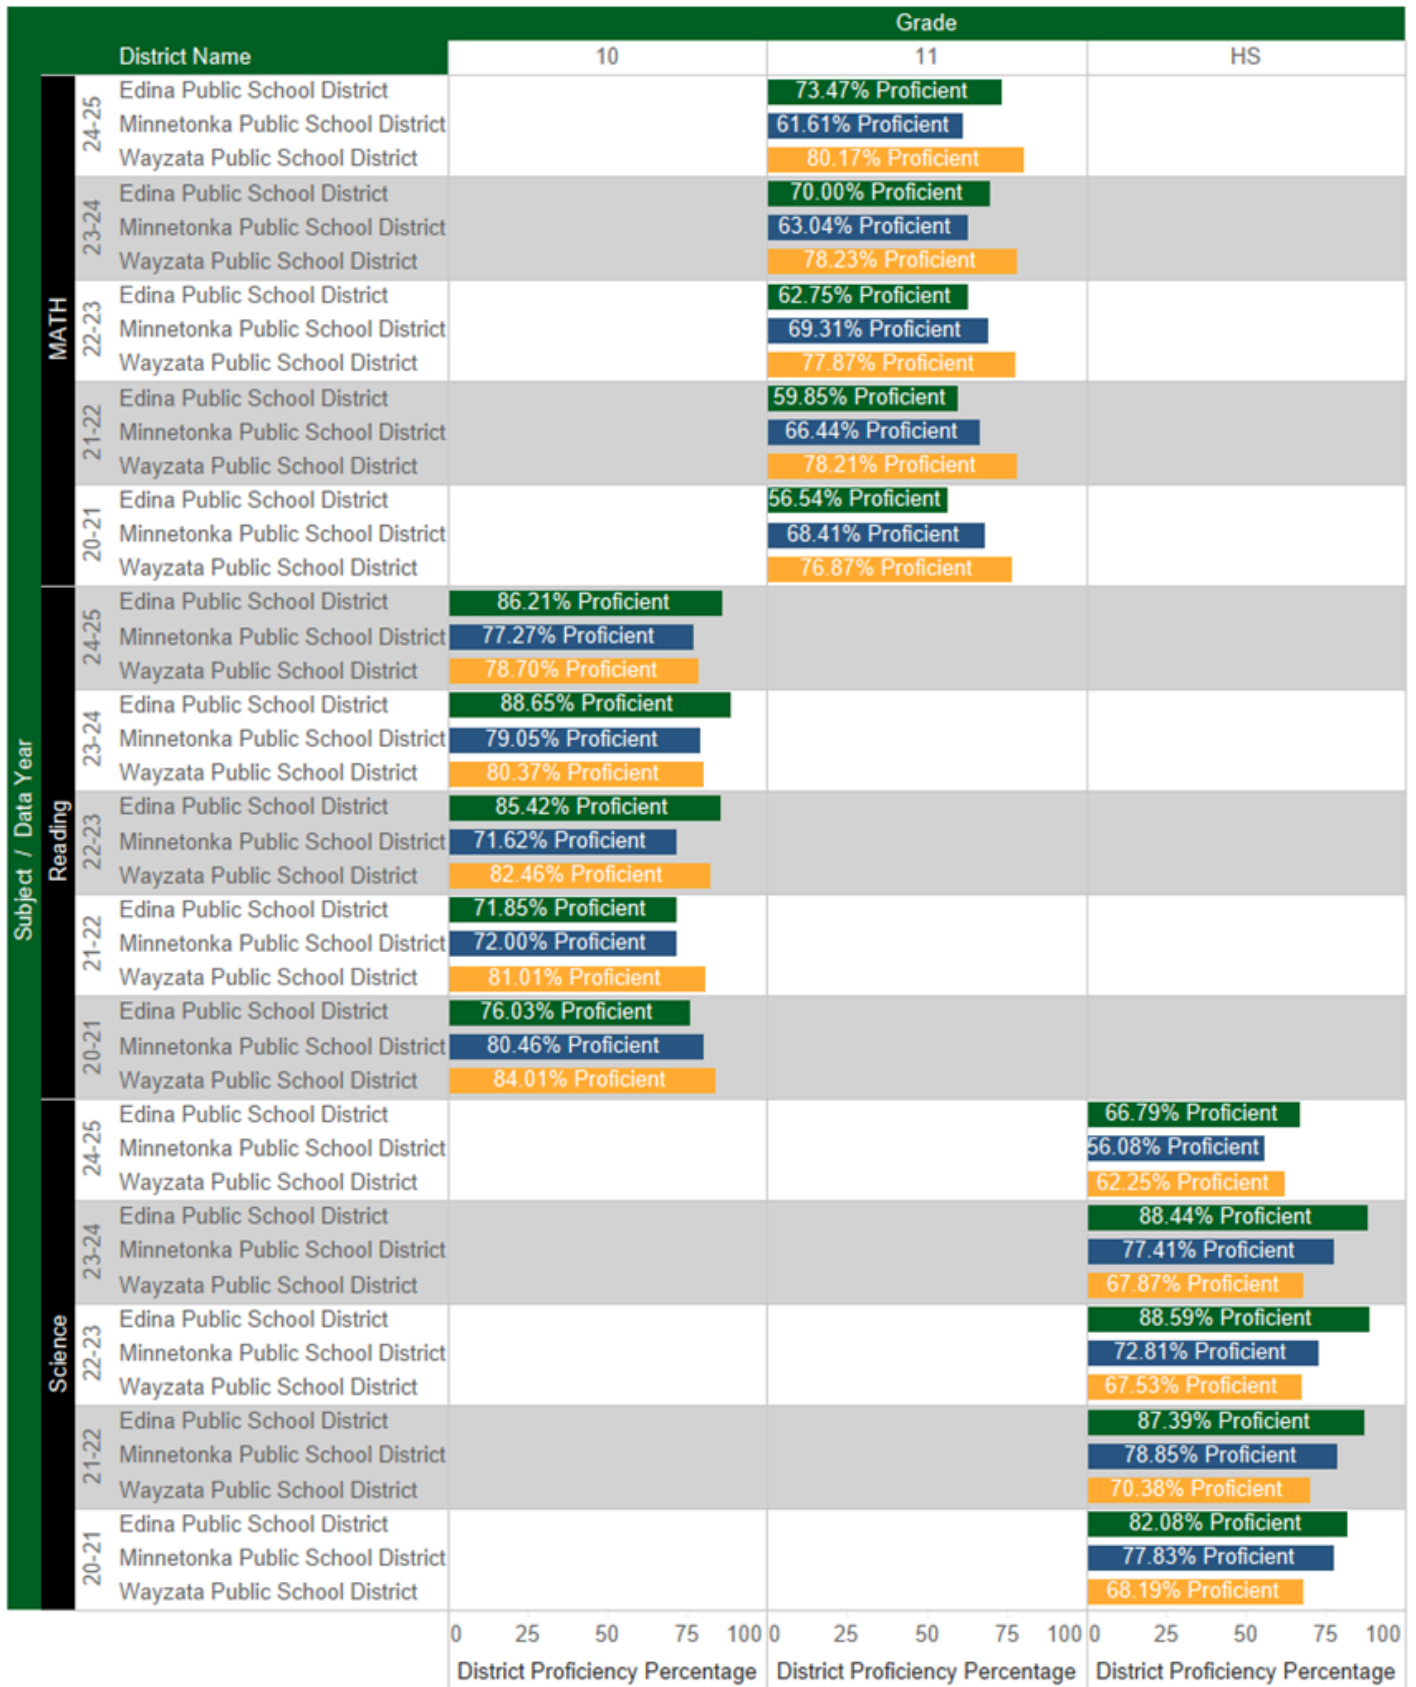 Grade
District Name 10 11 HS
Subject / Data Year
MATH
24-25
Edina Public School District 73.47% Proficient
Minnetonka Public School District 61.61% Proficient
Wayzata Public School District 80.17% Proficient
23-24
Edina Public School District 70.00% Proficient
Minnetonka Public School District 63.04% Proficient
Wayzata Public School District 78.23% Proficient
22-23
Edina Public School District 62.75% Proficient
Minnetonka Public School District 69.31% Proficient
Wayzata Public School District 77.87% Proficient
21-22
Edina Public School District 59.85% Proficient
Minnetonka Public School District 66.44% Proficient
Wayzata Public School District 78.21% Proficient
20-21
Edina Public School District 56.54% Proficient
Minnetonka Public School District 68.41% Proficient
Wayzata Public School District 76.87% Proficient
Reading
24-25
Edina Public School District 86.21% Proficient
Minnetonka Public School District 77.27% Proficient
Wayzata Public School District 78.70% Proficient
23-24
Edina Public School District 88.65% Proficient
Minnetonka Public School District 79.05% Proficient
Wayzata Public School District 80.37% Proficient
22-23
Edina Public School District 85.42% Proficient
Minnetonka Public School District 71.62% Proficient
Wayzata Public School District 82.46% Proficient
21-22
Edina Public School District 71.85% Proficient
Minnetonka Public School District 72.00% Proficient
Wayzata Public School District 81.01% Proficient
20-21
Edina Public School District 76.03% Proficient
Minnetonka Public School District 80.46% Proficient
Wayzata Public School District 84.01% Proficient
Science
24-25
Edina Public School District 66.79% Proficient
Minnetonka Public School District 56.08% Proficient
Wayzata Public School District 62.25% Proficient
23-24
Edina Public School District 88.44% Proficient
Minnetonka Public School District 77.41% Proficient
Wayzata Public School District 67.87% Proficient
22-23
Edina Public School District 88.59% Proficient
Minnetonka Public School District 72.81% Proficient
Wayzata Public School District 67.53% Proficient
21-22
Edina Public School District 87.39% Proficient
Minnetonka Public School District 78.85% Proficient
Wayzata Public School District 70.38% Proficient
20-21
Edina Public School District 82.08% Proficient
Minnetonka Public School District 77.83% Proficient
Wayzata Public School District 68.19% Proficient
0 25 50 75 100 0 25 50 75 100 0 25 50 75 100
District Proficiency Percentage District Proficiency Percentage District Proficiency Percentage